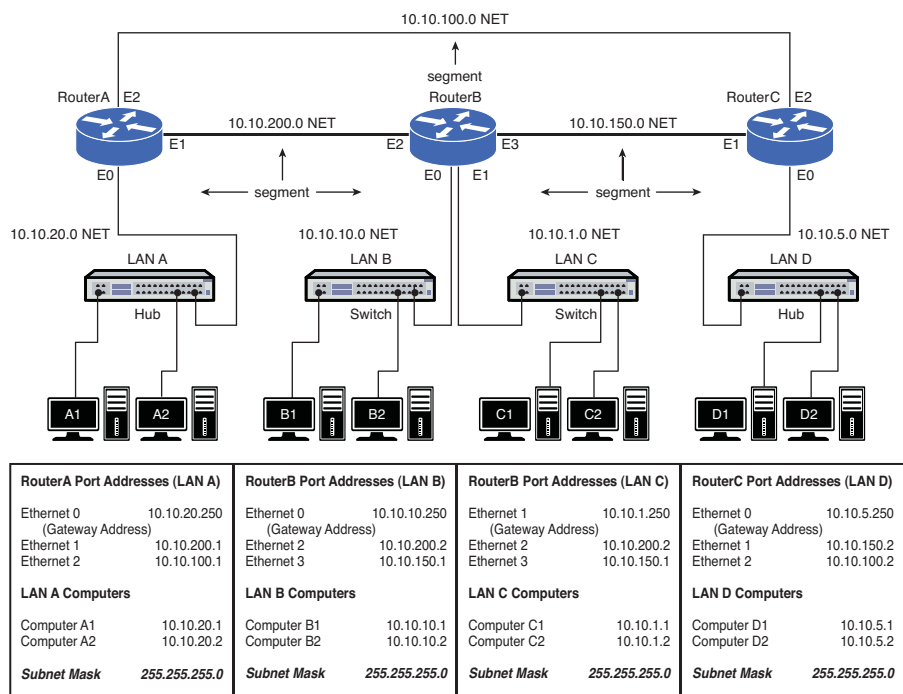 10.10.100.0 NET
segment
RouterA E2
RouterB
RouterC E2
10.10.200.0 NET
10.10.150.0 NET
E1
E2
E3
E1
E0
E0
E1
E0
segment
segment
10.10.20.0 NET
10.10.10.0 NET
10.10.1.0 NET
10.10.5.0 NET
LAN A
LAN B
LAN C
LAN D
Hub
Switch
Switch
Hub
A1
A2
B1
B2
C1
C2
D1
D2
RouterA Port Addresses (LAN A)
Ethernet 0 10.10.20.250
(Gateway Address)
Ethernet 1 10.10.200.1
Ethernet 2 10.10.100.1
LAN A Computers
Computer A1 10.10.20.1
Computer A2 10.10.20.2
Subnet Mask 255.255.255.0
RouterB Port Addresses (LAN B)
Ethernet 0 10.10.10.250
(Gateway Address)
Ethernet 2 10.10.200.2
Ethernet 3 10.10.150.1
LAN B Computers
Computer B1 10.10.10.1
Computer B2 10.10.10.2
Subnet Mask 255.255.255.0
RouterB Port Addresses (LAN C)
Ethernet 1 10.10.1.250
(Gateway Address)
Ethernet 2 10.10.200.2
Ethernet 3 10.10.150.1
LAN C Computers
Computer C1 10.10.1.1
Computer C2 10.10.1.2
Subnet Mask 255.255.255.0
RouterC Port Addresses (LAN D)
Ethernet 0 10.10.5.250
(Gateway Address)
Ethernet 1 10.10.150.2
Ethernet 2 10.10.100.2
LAN D Computers
Computer D1 10.10.5.1
Computer D2 10.10.5.2
Subnet Mask 255.255.255.0